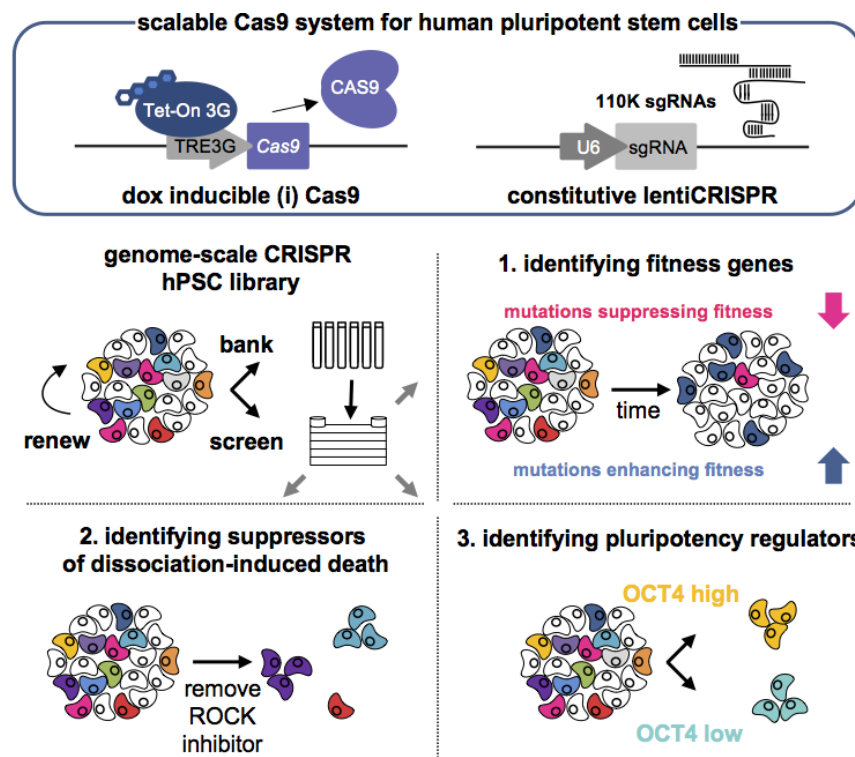 scalable Cas9 system for human pluripotent stem cells
Tet-On 3G
CAS9
TRE3G
Cas9
dox inducible (i) Cas9
110K sgRNAs
U6
sgRNA
constitutive lentiCRISPR
genome-scale CRISPR
hPSC library
bank
renew
screen
1. identifying fitness genes
mutations suppressing fitness
time
mutations enhancing fitness
2. identifying suppressors
of dissociation-induced death
remove
ROCK
inhibitor
3. identifying pluripotency regulators
OCT4 high
OCT4 low